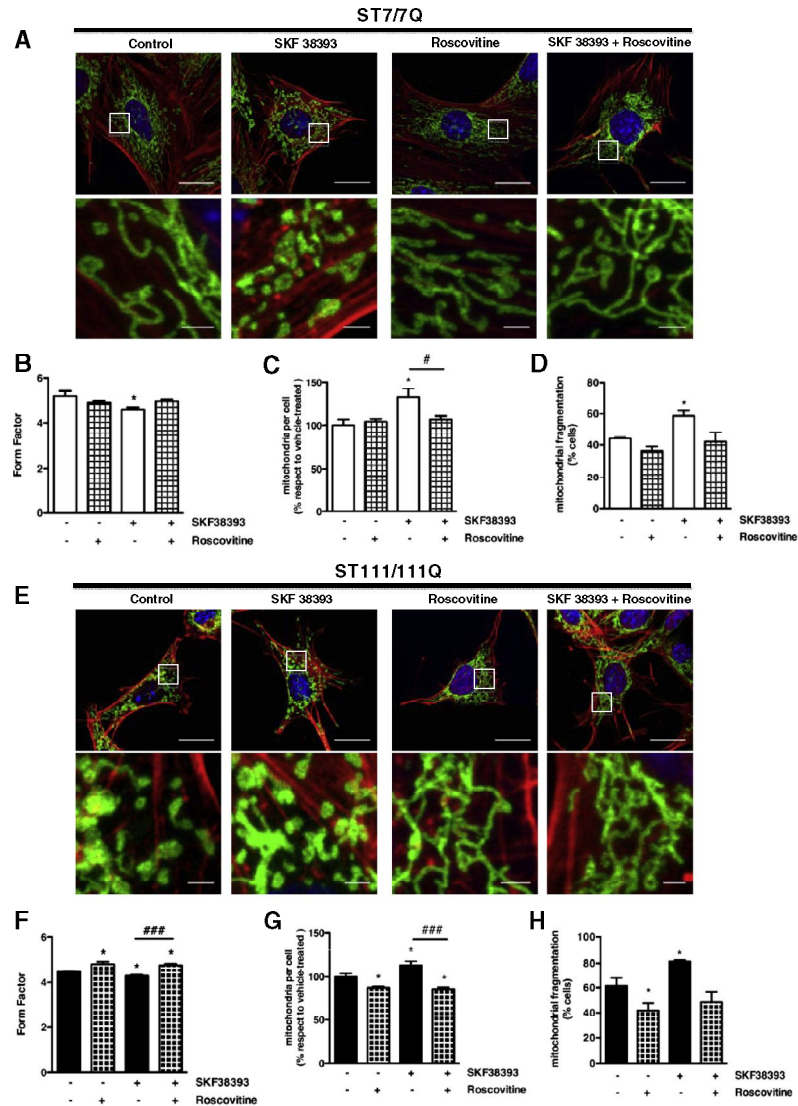 ST7/7Q
A
Control SKF 38393 Roscovitine SKF 38393 + Roscovitine
B C D
Form Factor
6
4
2
0
*
- - + + SKF38393
- + - + Roscovitine
mitochondria per cell
(% respect to vehicle-treated)
150
100
50
0
* #
- - + +
- + - +
mitochondrial fragmentation
(% cells)
80
60
40
20
0
*
- - + + SKF38393
- + - + Roscovitine
ST111/111Q
E
Control SKF 38393 Roscovitine SKF 38393 + Roscovitine
F G H
Form Factor
6
4
2
0
* * ### *
- - + + SKF38393
- + - + Roscovitine
mitochondria per cell
(% respect to vehicle-treated)
150
100
50
0
* * ### *
- - + +
- + - +
mitochondrial fragmentation
(% cells)
100
80
60
40
20
0
* *
- - + + SKF38393
- + - + Roscovitine